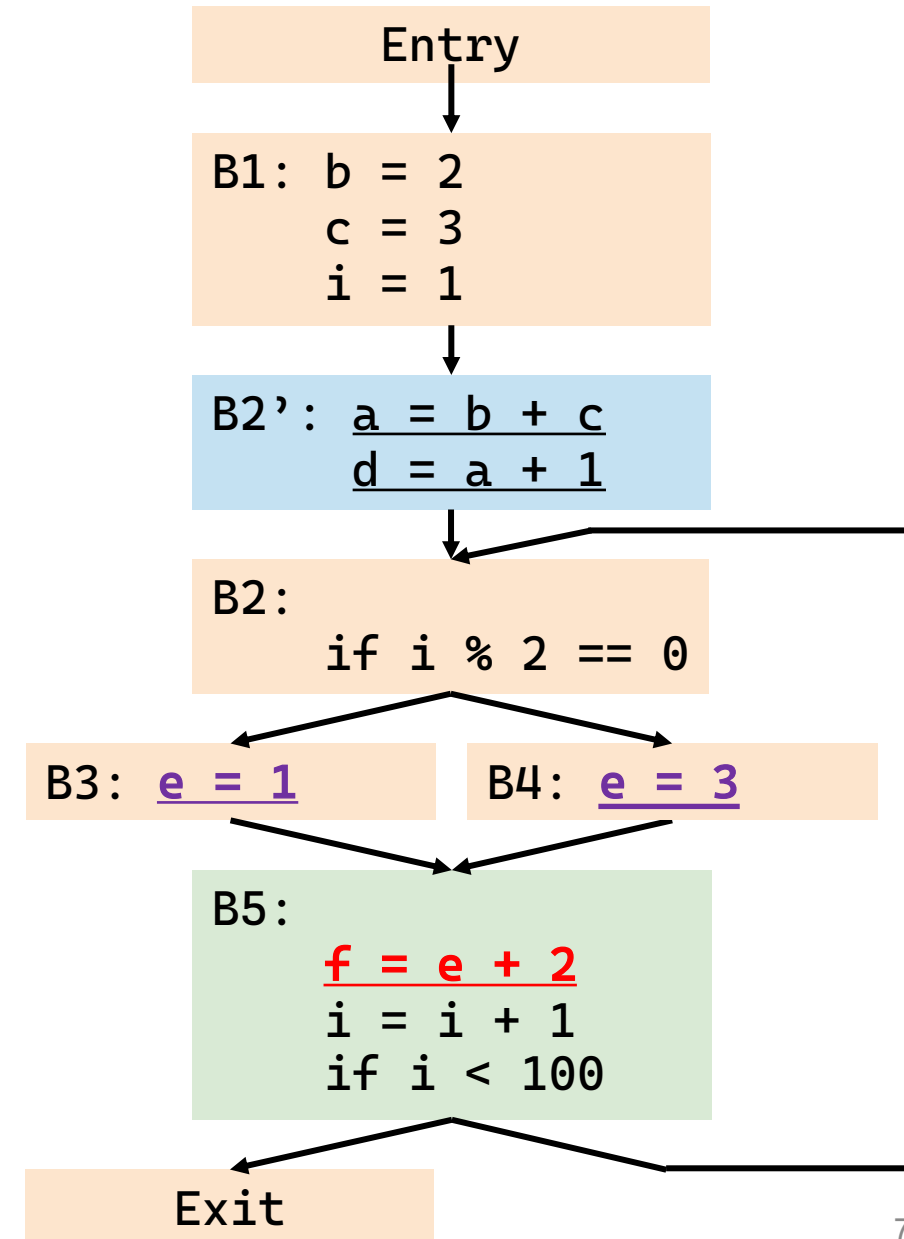 Entry
B1: b = 2
c = 3
i = 1
B2’: a = b + c
d = a + 1
B2:
if i % 2 == 0
B3: e = 1
B4: e = 3
B5:
f = e + 2
i = i + 1
if i < 100
Exit
7